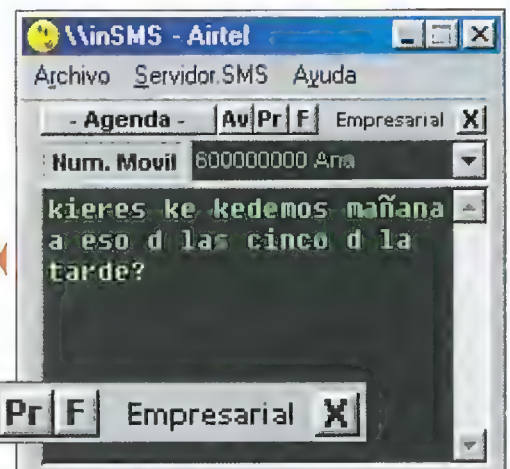 \\inSMS - Airtel
Archivo Servidor.SMS Ayuda
- Agenda - Av Pr F Empresarial X
Num. Movil 600000000 Ana
kieres ke kedemos mañana
a eso d las cinco d la
tarde?
Pr F Empresarial X